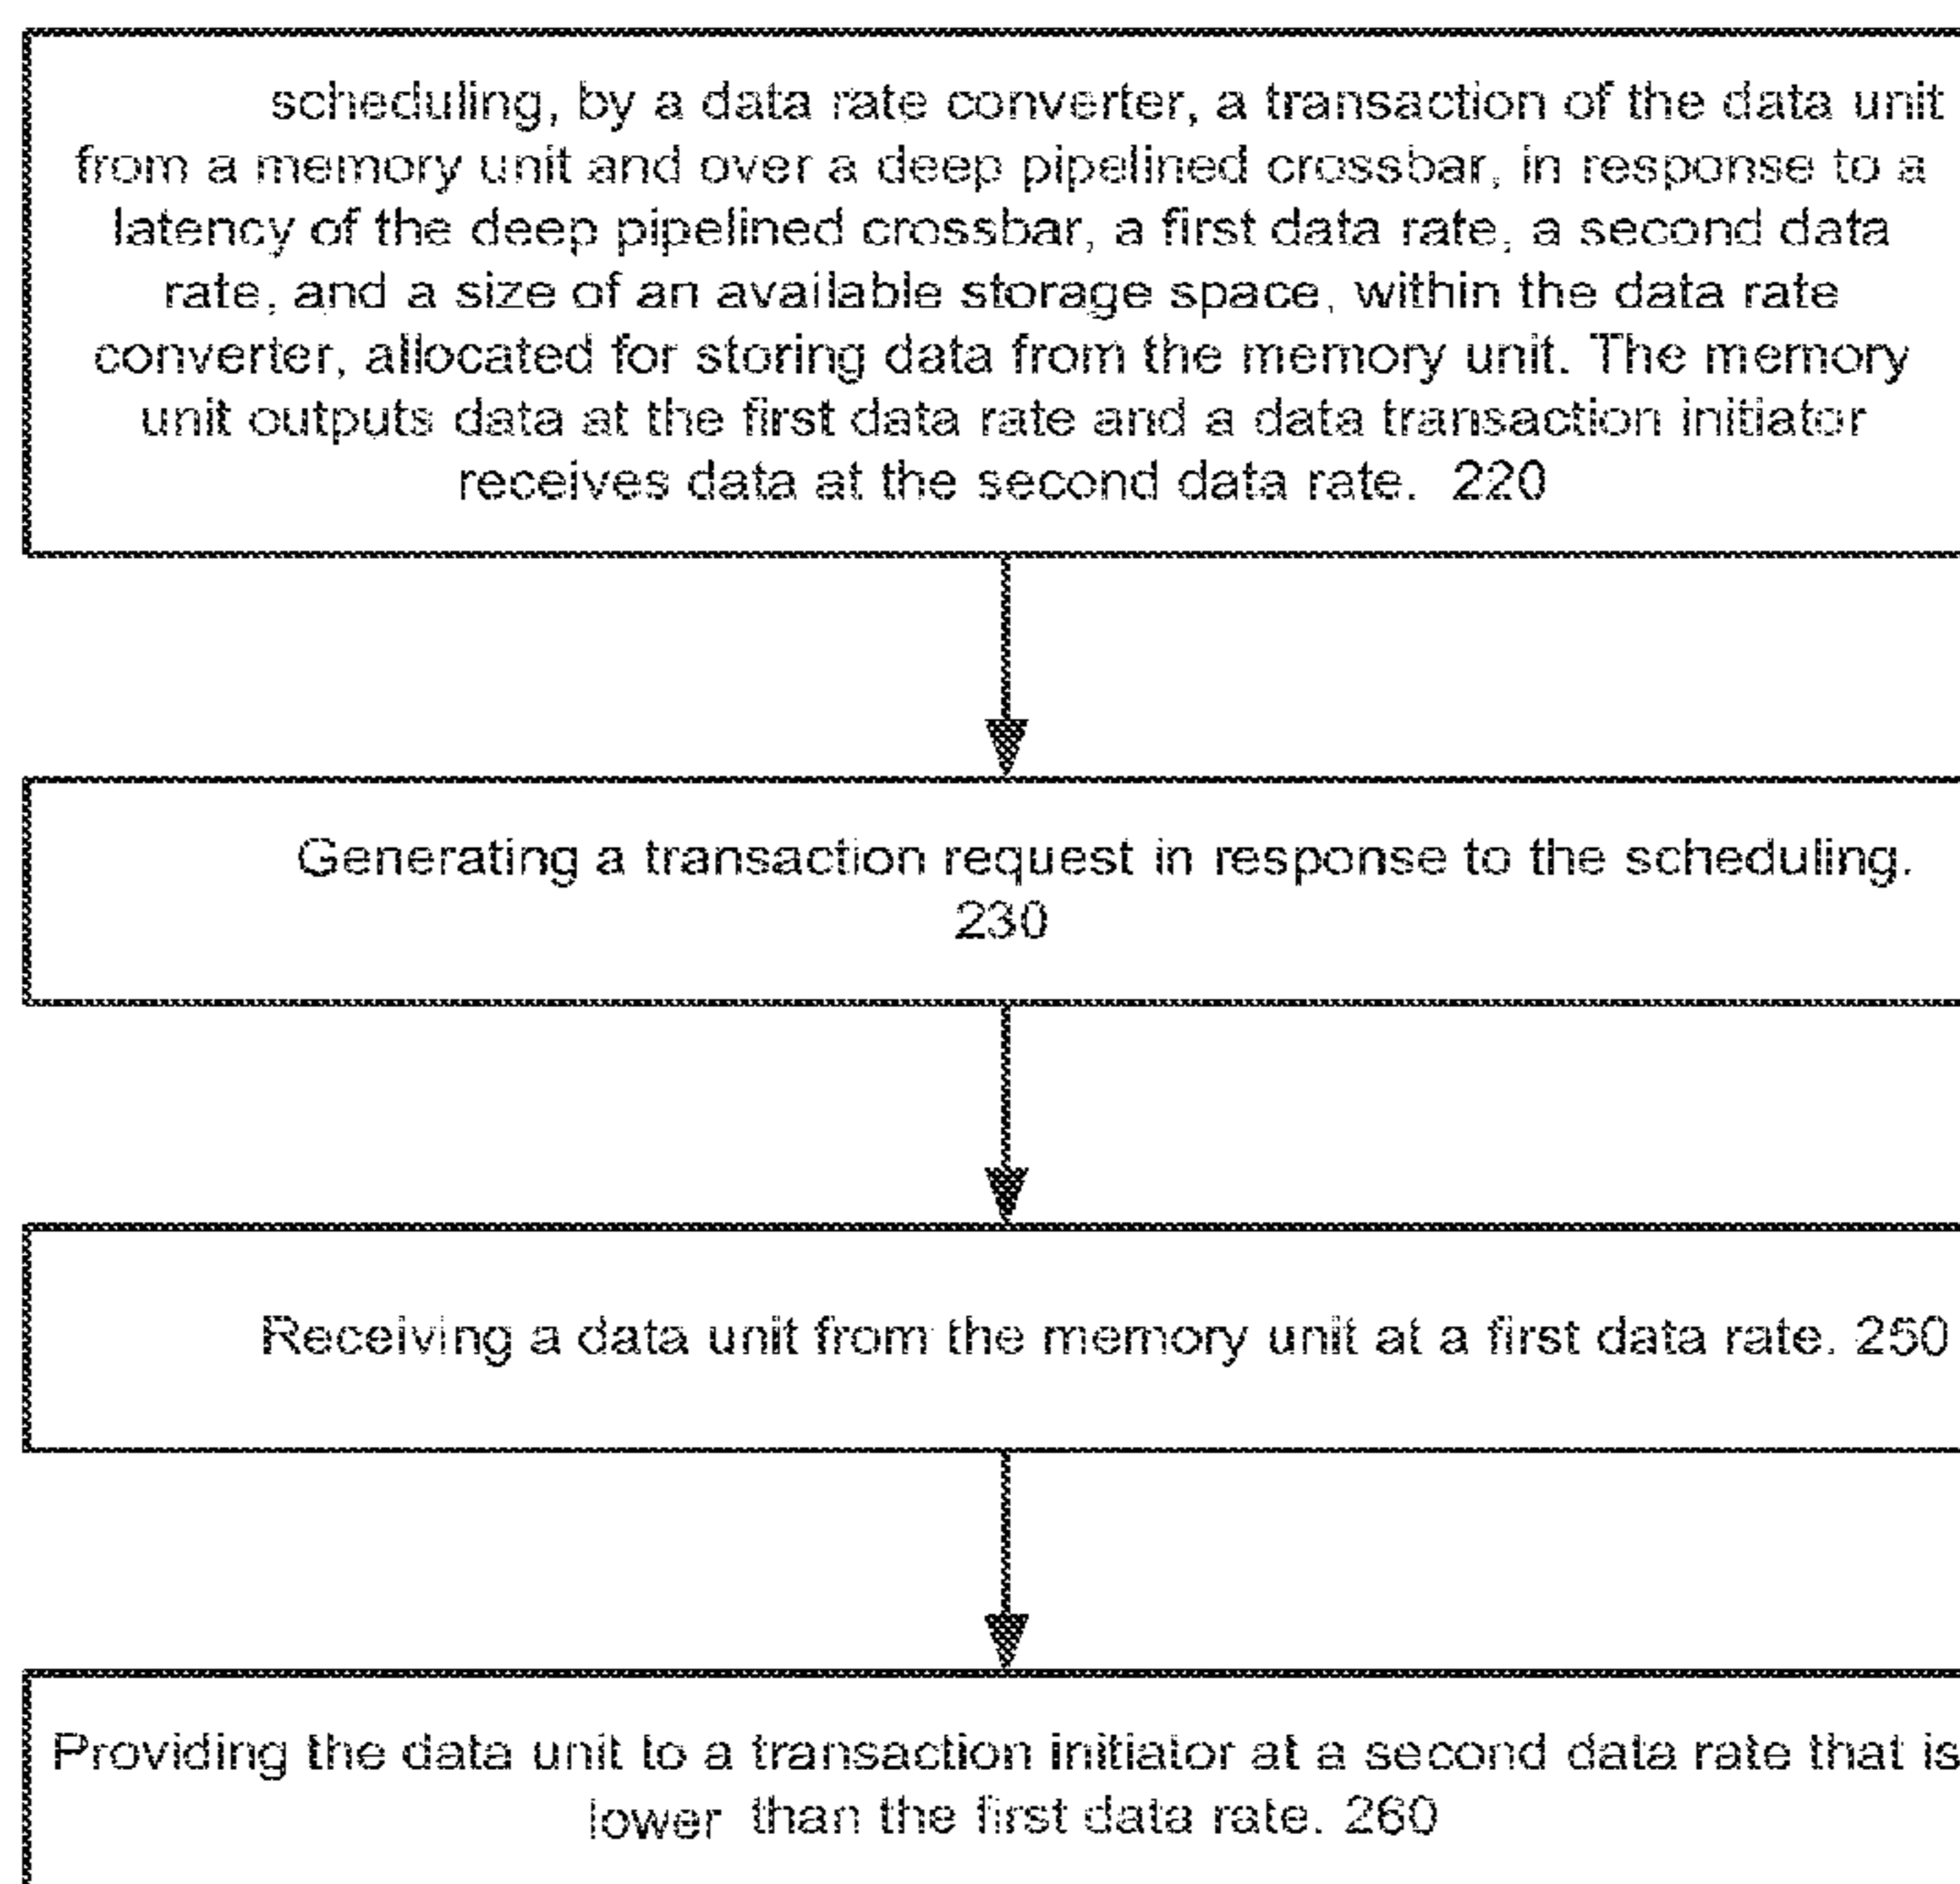 scheduling, by a data rate converter, a transaction of the data unit
from a memory unit and over a deep pipelined crossbar, in response to a
latency of the deep pipelined crossbar, a first data rate, a second data
rate, and a size of an available storage space, within the data rate
converter, allocated for storing data from the memory unit. The memory
unit outputs data at the first data rate and a data transaction initiator
receives data at the second data rate. 220
Generating a transaction request in response to the scheduling.
230
Receiving a data unit from the memory unit at a first data rate. 250
Providing the data unit to a transaction initiator at a second data rate that is
lower than the first data rate. 260